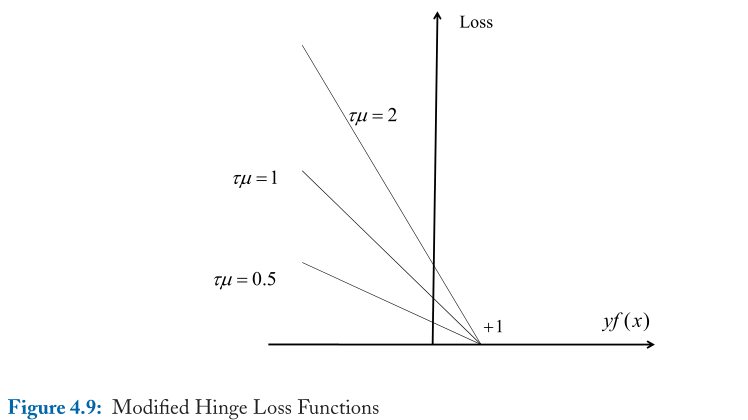 Loss
τμ = 2
τμ = 1
τμ = 0.5
+1
yf(x)
Figure 4.9: Modified Hinge Loss Functions